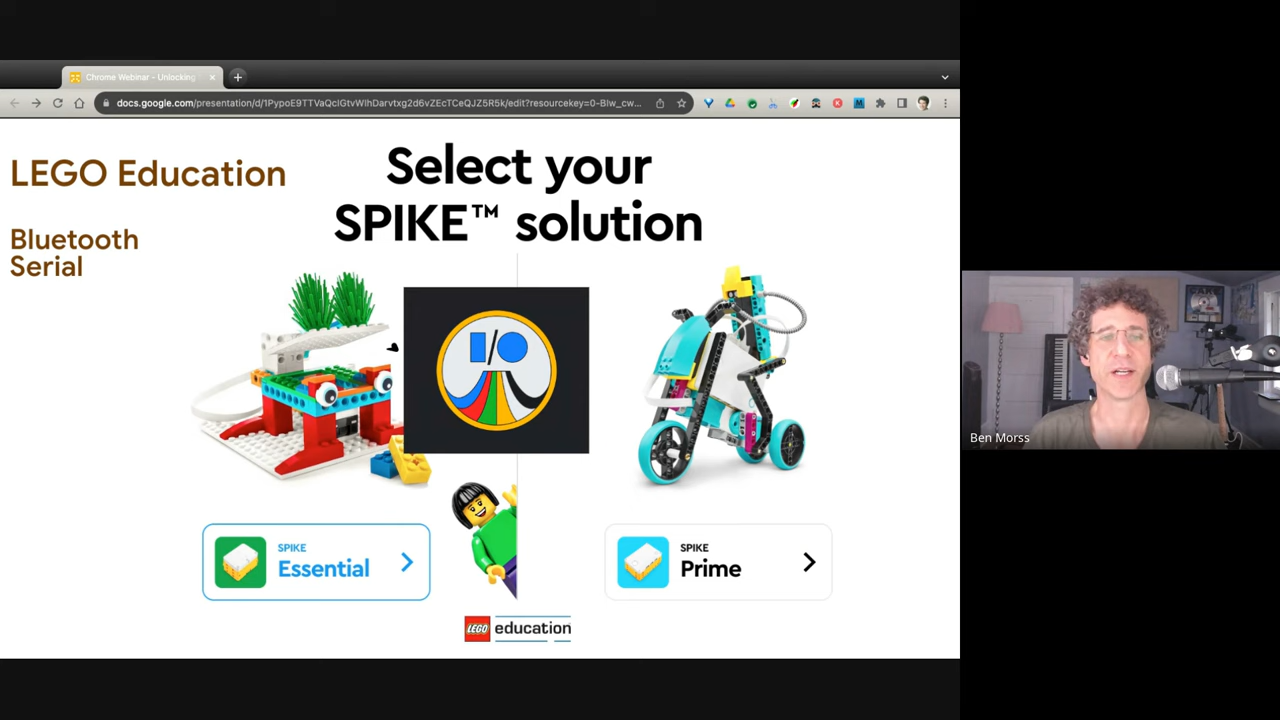 Chrome Webinar - Unlocking
docs.google.com/presentation/d/1PypoE9TTVaQcIGtvWIhDarvtxg2d6vZEcTCeQJZ5R5k/edit?resourcekey=0-Blw_cw...
LEGO Education
Bluetooth
Serial
Select your
SPIKE™ solution
I/O
SPIKE
Essential
SPIKE
Prime
LEGO education
Ben Morss